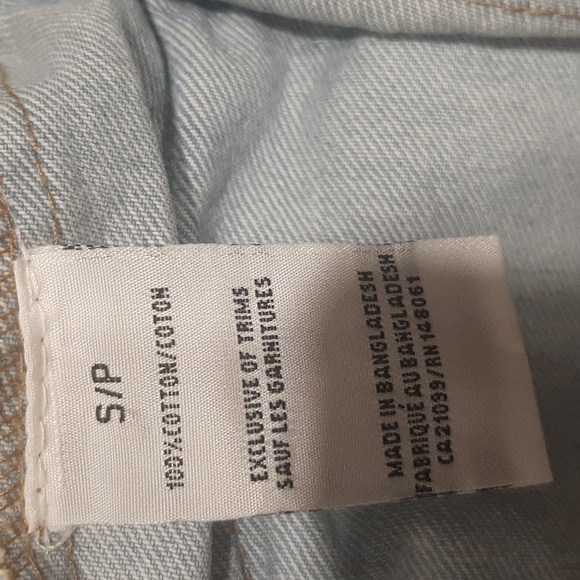 S/P
100%COTTON/COTON
EXCLUSIVE OF TRIMS
SAUF LES GARNITURES
MADE IN BANGLADESH
FABRIQUÉ AU BANGLADESH
CA21099/RN148061